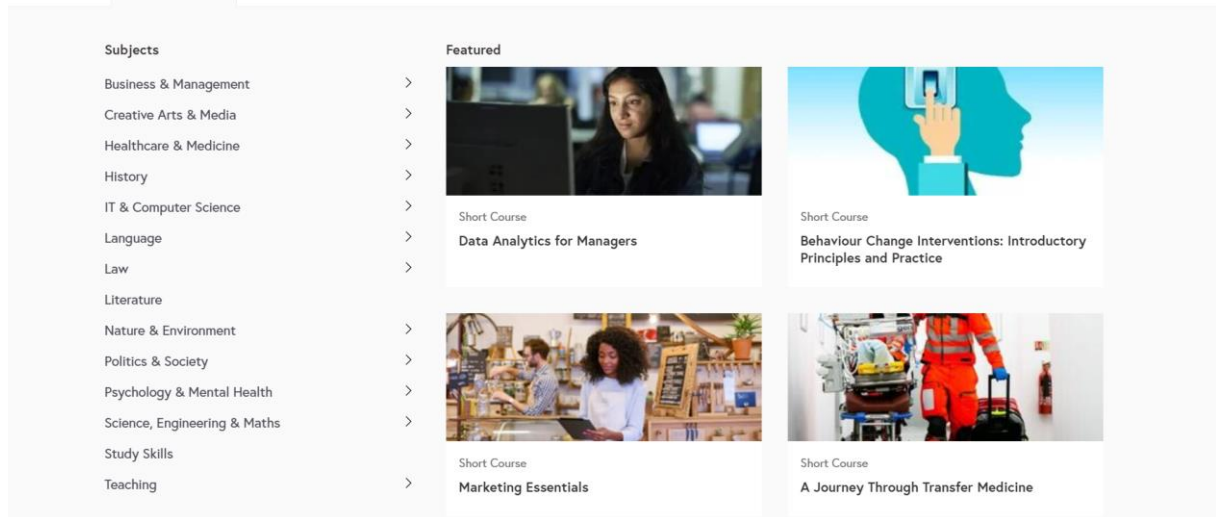 Subjects
Business & Management
Creative Arts & Media
Healthcare & Medicine
History
IT & Computer Science
Language
Law
Literature
Nature & Environment
Politics & Society
Psychology & Mental Health
Science, Engineering & Maths
Study Skills
Teaching
Featured
Short Course
Data Analytics for Managers
Short Course
Behaviour Change Interventions: Introductory
Principles and Practice
Short Course
Marketing Essentials
Short Course
A Journey Through Transfer Medicine